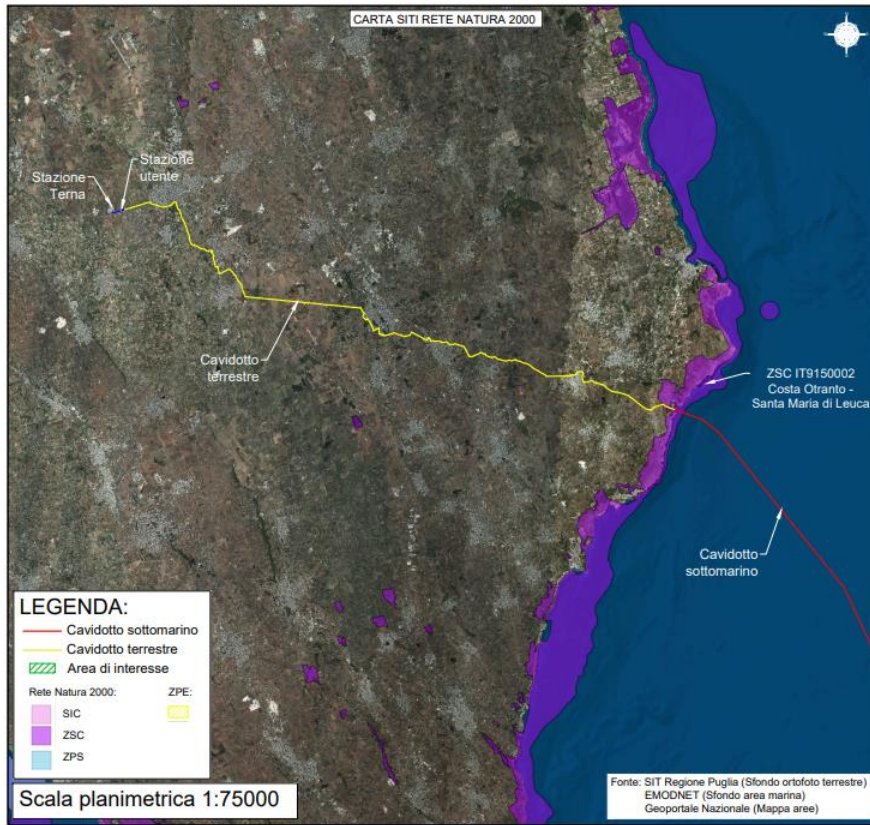 CARTA SITI RETE NATURA 2000
Stazione
utente
Stazione
Terna
Cavidotto
terrestre
ZSC IT9150002
Costa Otranto -
Santa Maria di Leuca
Cavidotto
sottomarino
LEGENDA:
Cavidotto sottomarino
Cavidotto terrestre
Area di interesse
Rete Natura 2000: ZPE:
SIC
ZSC
ZPS
Scala planimetrica 1:75000
Fonte: SIT Regione Puglia (Sfondo ortofoto terrestre)
EMODNET (Sfondo area marina)
Geoportale Nazionale (Mappa aree)